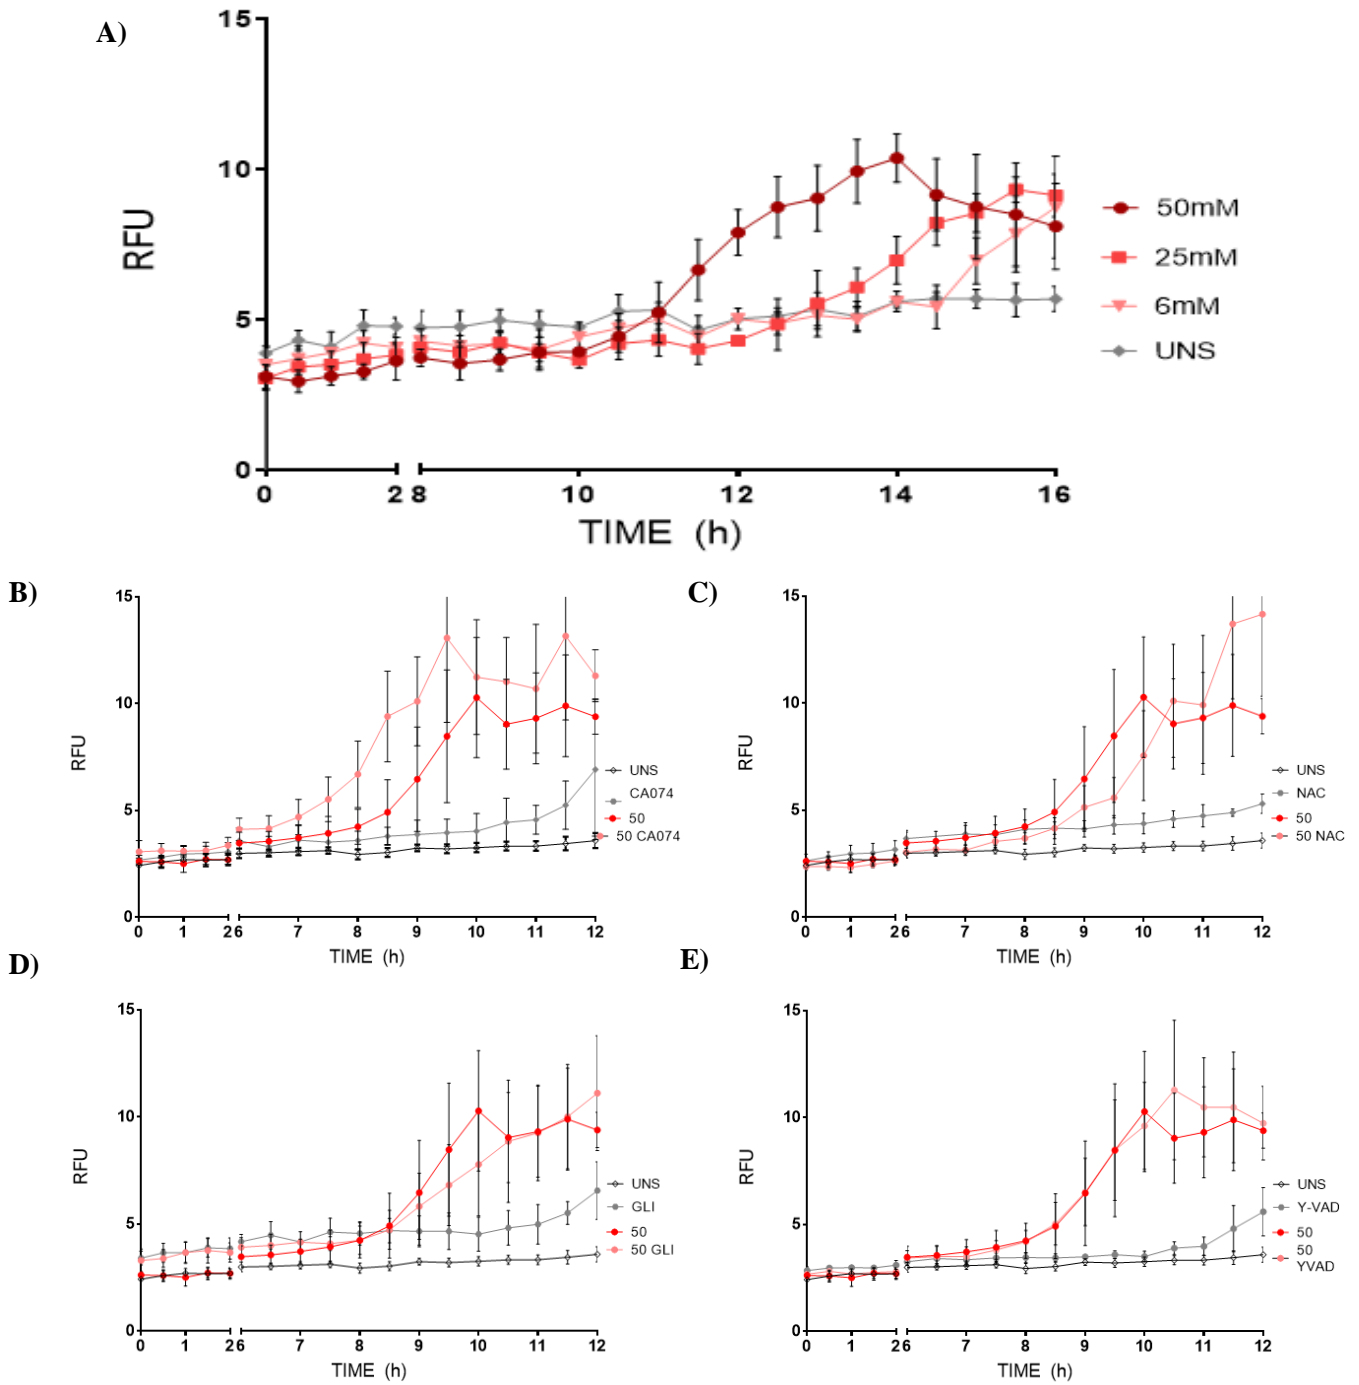 A)
15
10
5
0
RFU
0 2 8 10 12 14 16
TIME (h)
50mM
25mM
6mM
UNS
B)
15
10
5
0
RFU
0 1 2 6 7 8 9 10 11 12
TIME (h)
UNS
CA074
50
50 CA074
C)
15
10
5
0
RFU
0 1 2 6 7 8 9 10 11 12
TIME (h)
UNS
NAC
50
50 NAC
D)
15
10
5
0
RFU
0 1 2 6 7 8 9 10 11 12
TIME (h)
UNS
GLI
50
50 GLI
E)
15
10
5
0
RFU
0 1 2 6 7 8 9 10 11 12
TIME (h)
UNS
Y-VAD
50
50
YVAD